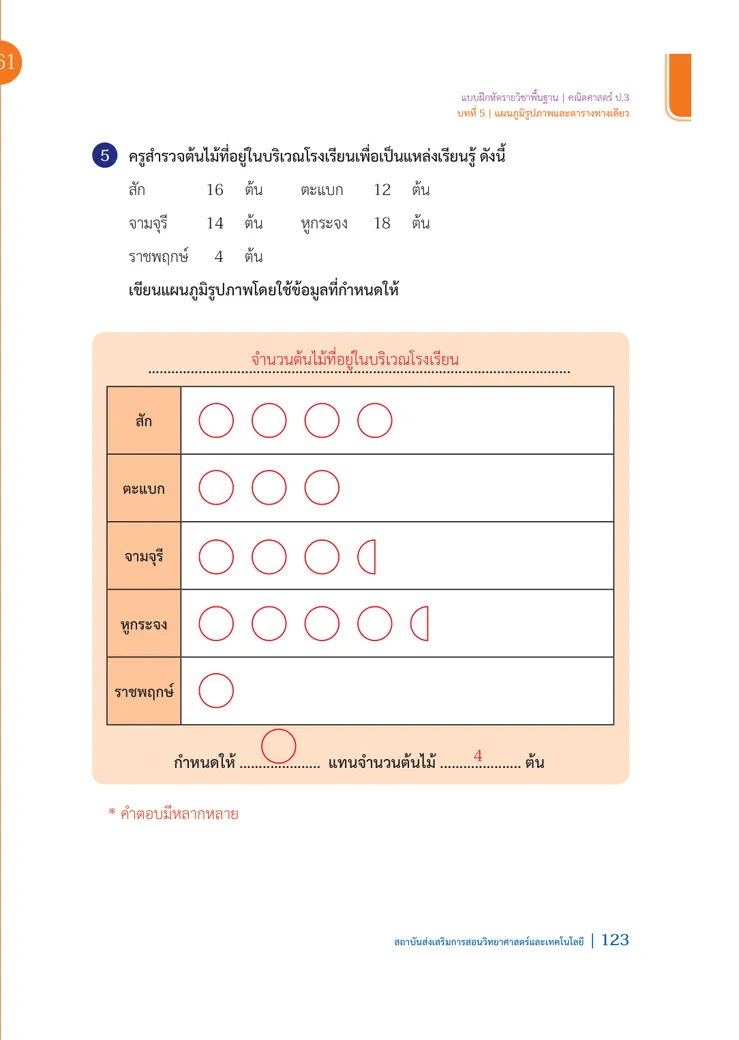 61
แบบฝึกหัดรายวิชาพื้นฐาน | คณิตศาสตร์ ป.3
บทที่ 5 | แผนภูมิรูปภาพและตารางทางเดียว
5 ครูสำรวจต้นไม้ที่อยู่ในบริเวณโรงเรียนเพื่อเป็นแหล่งเรียนรู้ ดังนี้
สัก 16 ต้น ตะแบก 12 ต้น
จามจุรี 14 ต้น หูกระจง 18 ต้น
ราชพฤกษ์ 4 ต้น
เขียนแผนภูมิรูปภาพโดยใช้ข้อมูลที่กำหนดให้
จำนวนต้นไม้ที่อยู่ในบริเวณโรงเรียน
สัก
ตะแบก
จามจุรี
หูกระจง
ราชพฤกษ์
กำหนดให้ ..................... แทนจำนวนต้นไม้ ........4............. ต้น
* คำตอบมีหลากหลาย
สถาบันส่งเสริมการสอนวิทยาศาสตร์และเทคโนโลยี | 123